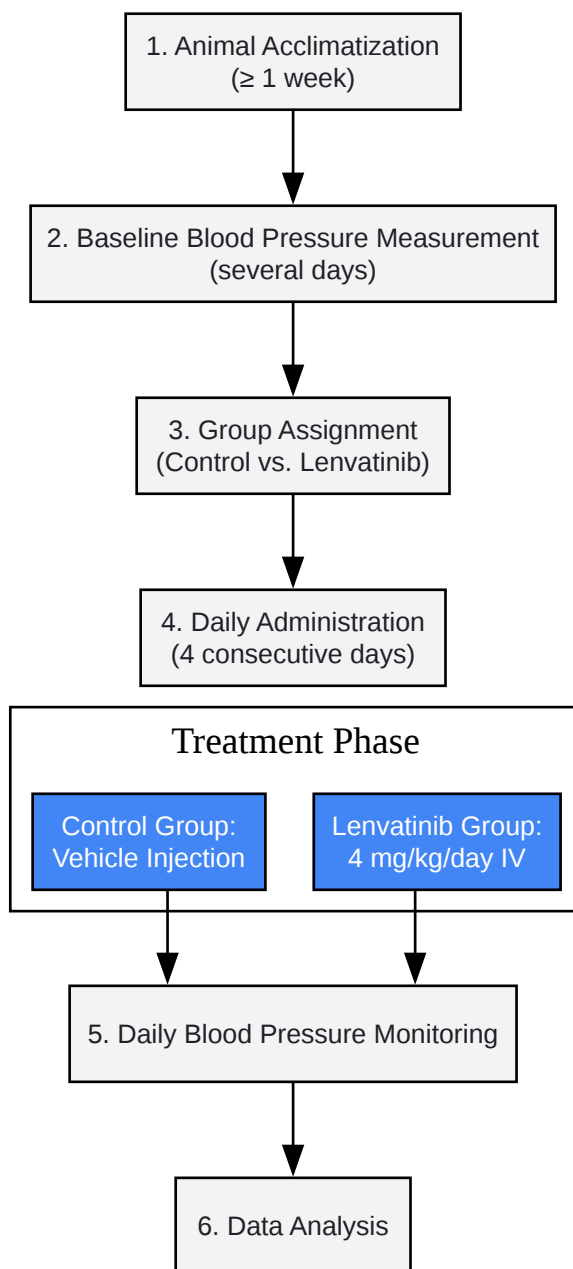 1. Animal Acclimatization
(≥ 1 week)
2. Baseline Blood Pressure Measurement
(several days)
3. Group Assignment
(Control vs. Lenvatinib)
4. Daily Administration
(4 consecutive days)
Treatment Phase
Control Group:
Vehicle Injection
Lenvatinib Group:
4 mg/kg/day IV
5. Daily Blood Pressure Monitoring
6. Data Analysis